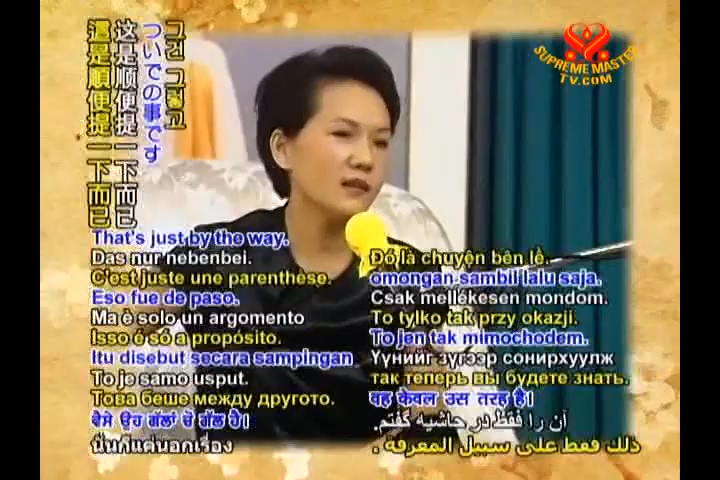 SUPREME MASTER
TV.COM
그건 그렇고
ついでの事です
这是顺便提一下而已
這是順便提一下而已
That's just by the way.
Das nur nebenbei.
C'est juste une parenthèse.
Eso fue de paso.
Ma è solo un argomento
Isso é só a propósito.
Itu disebut secara sampingan
To je samo usput.
Това беше между другото.
ਵੈਸੇ ਉਹ ਗੱਲਾਂ ਚੋਂ ਗੱਲ ਹੈ।
นั่นก็แค่บอกเรื่อง
Đó là chuyện bên lề.
omongan sambil lalu saja.
Csak mellékesen mondom.
To tylko tak przy okazji.
To jen tak mimochodem.
Үүнийг зүгээр сонирхуулж
так теперь вы будете знать.
वह केवल उस तरह है।
آن را فقط در حاشیه گفتم.
ذلك فقط على سبيل المعرفة .